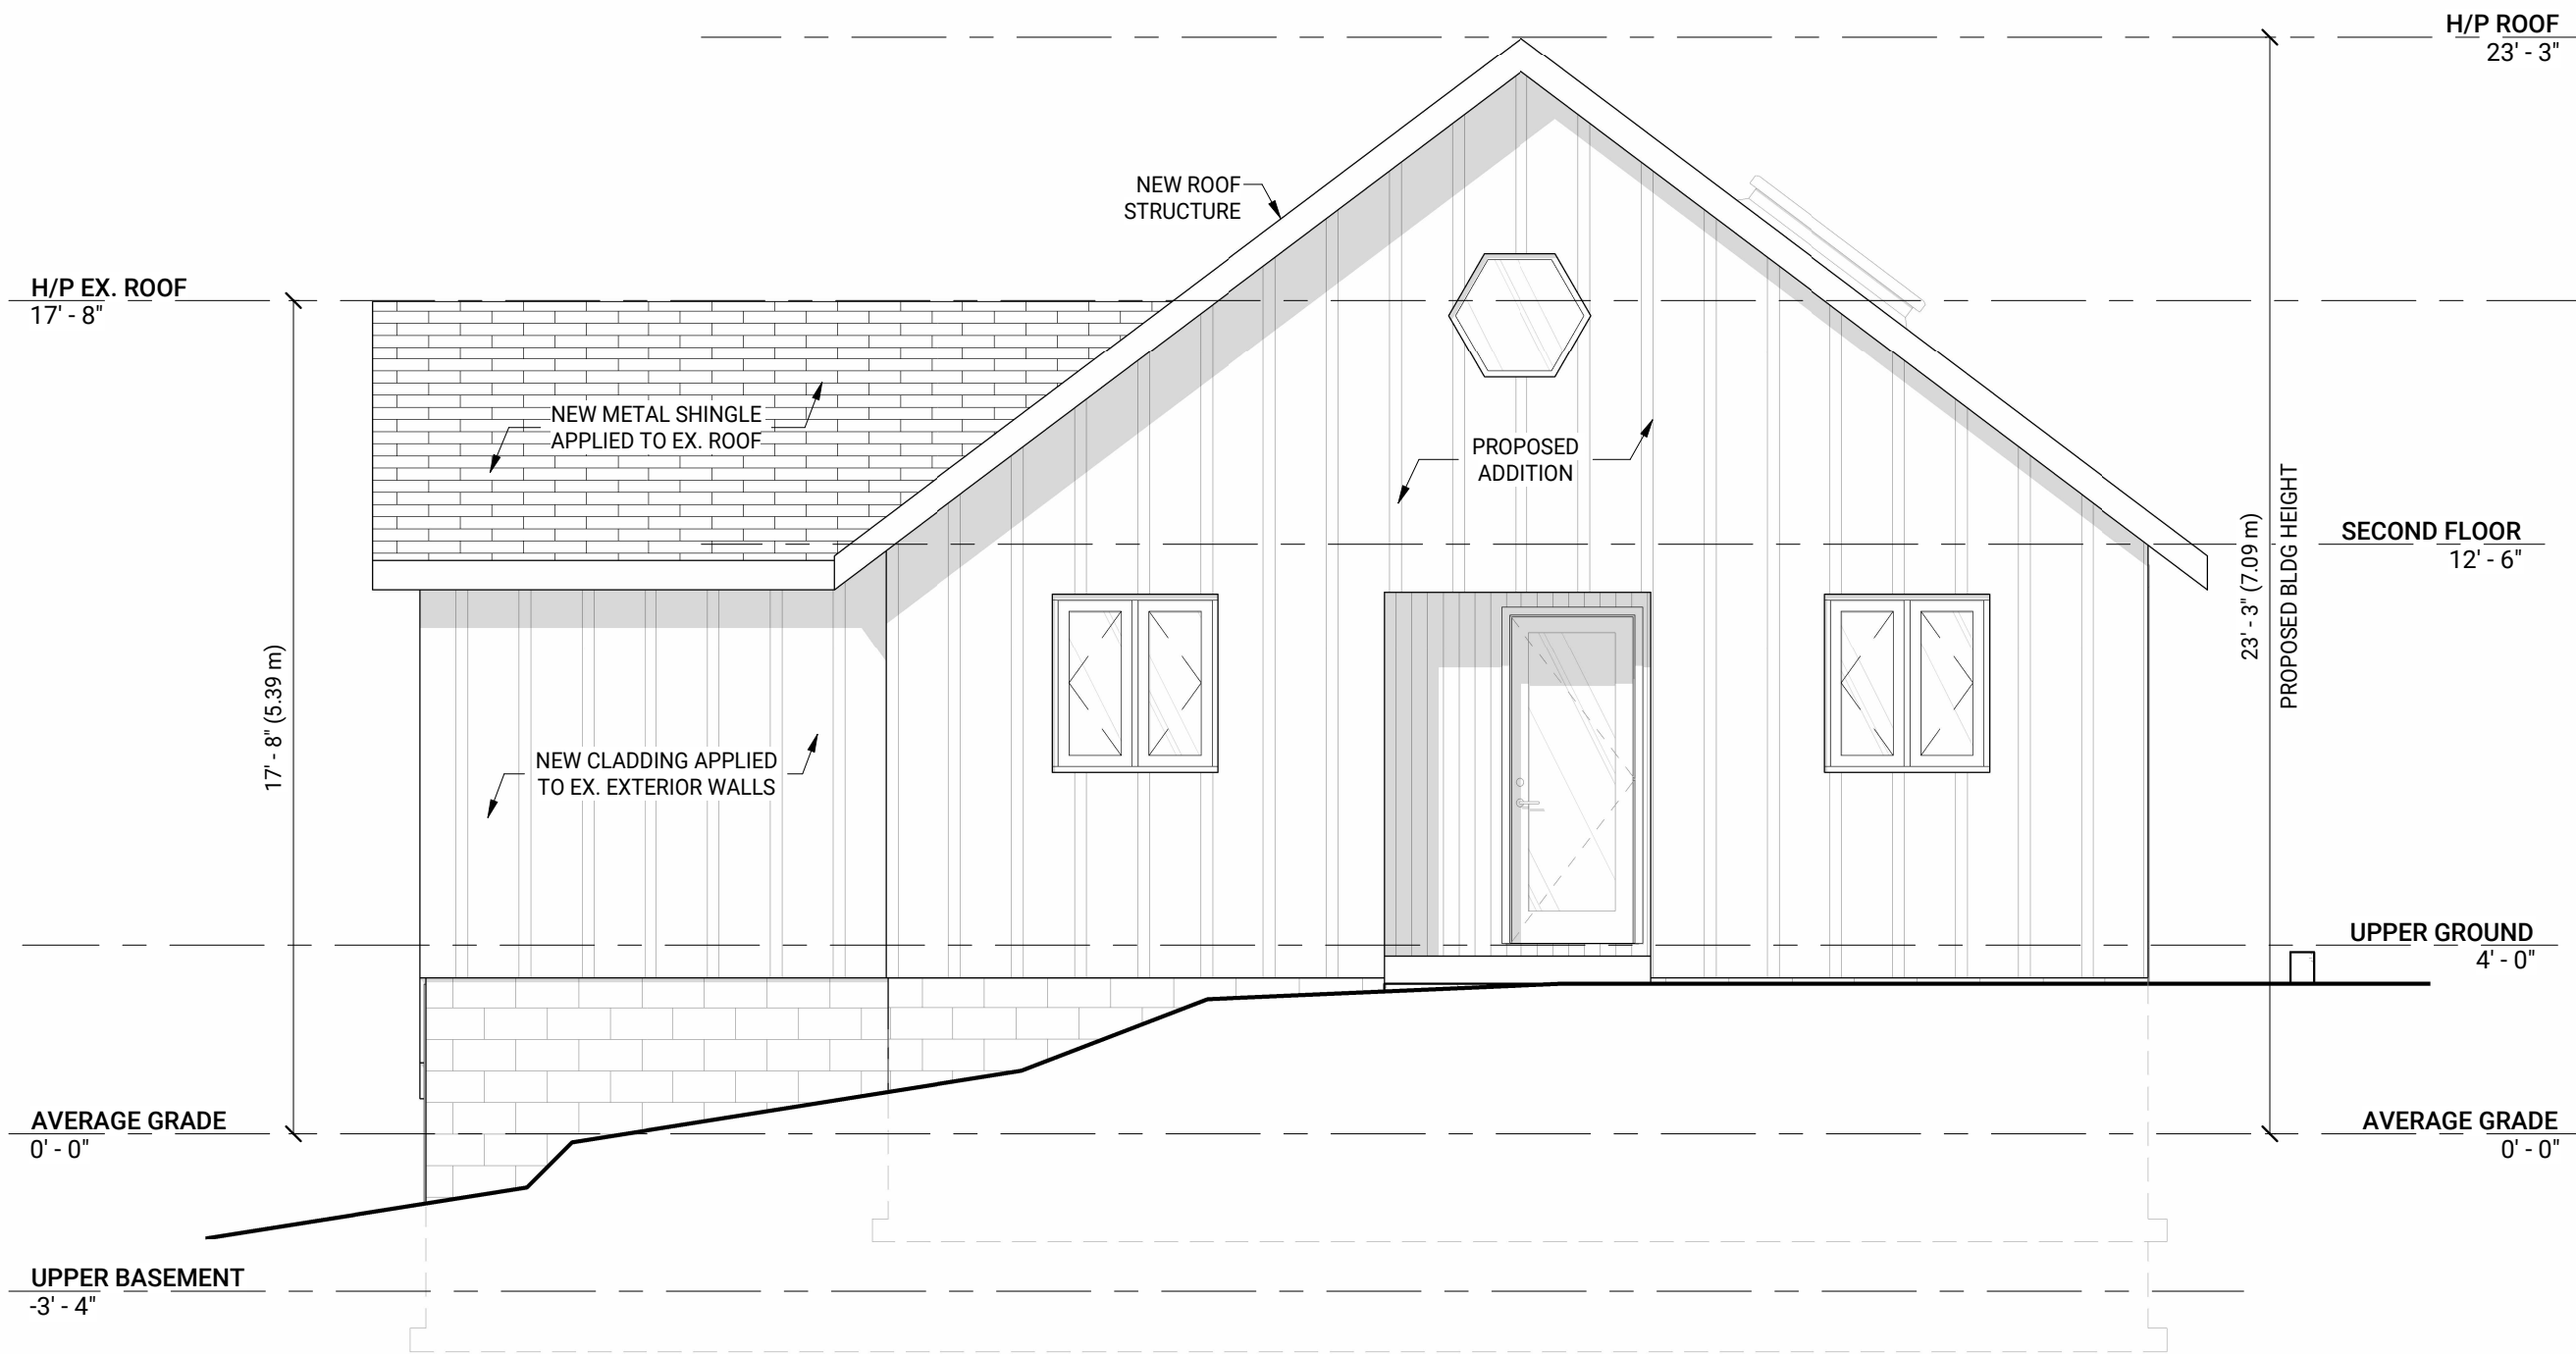 H/P ROOF
23' - 3"
NEW ROOF
STRUCTURE
H/P EX. ROOF
17' - 8"
NEW METAL SHINGLE
APPLIED TO EX. ROOF
PROPOSED
ADDITION
SECOND FLOOR
12' - 6"
23' - 3" (7.09 m)
PROPOSED BLDG HEIGHT
17' - 8" (5.39 m)
NEW CLADDING APPLIED
TO EX. EXTERIOR WALLS
UPPER GROUND
4' - 0"
AVERAGE GRADE
0' - 0"
AVERAGE GRADE
0' - 0"
UPPER BASEMENT
-3' - 4"